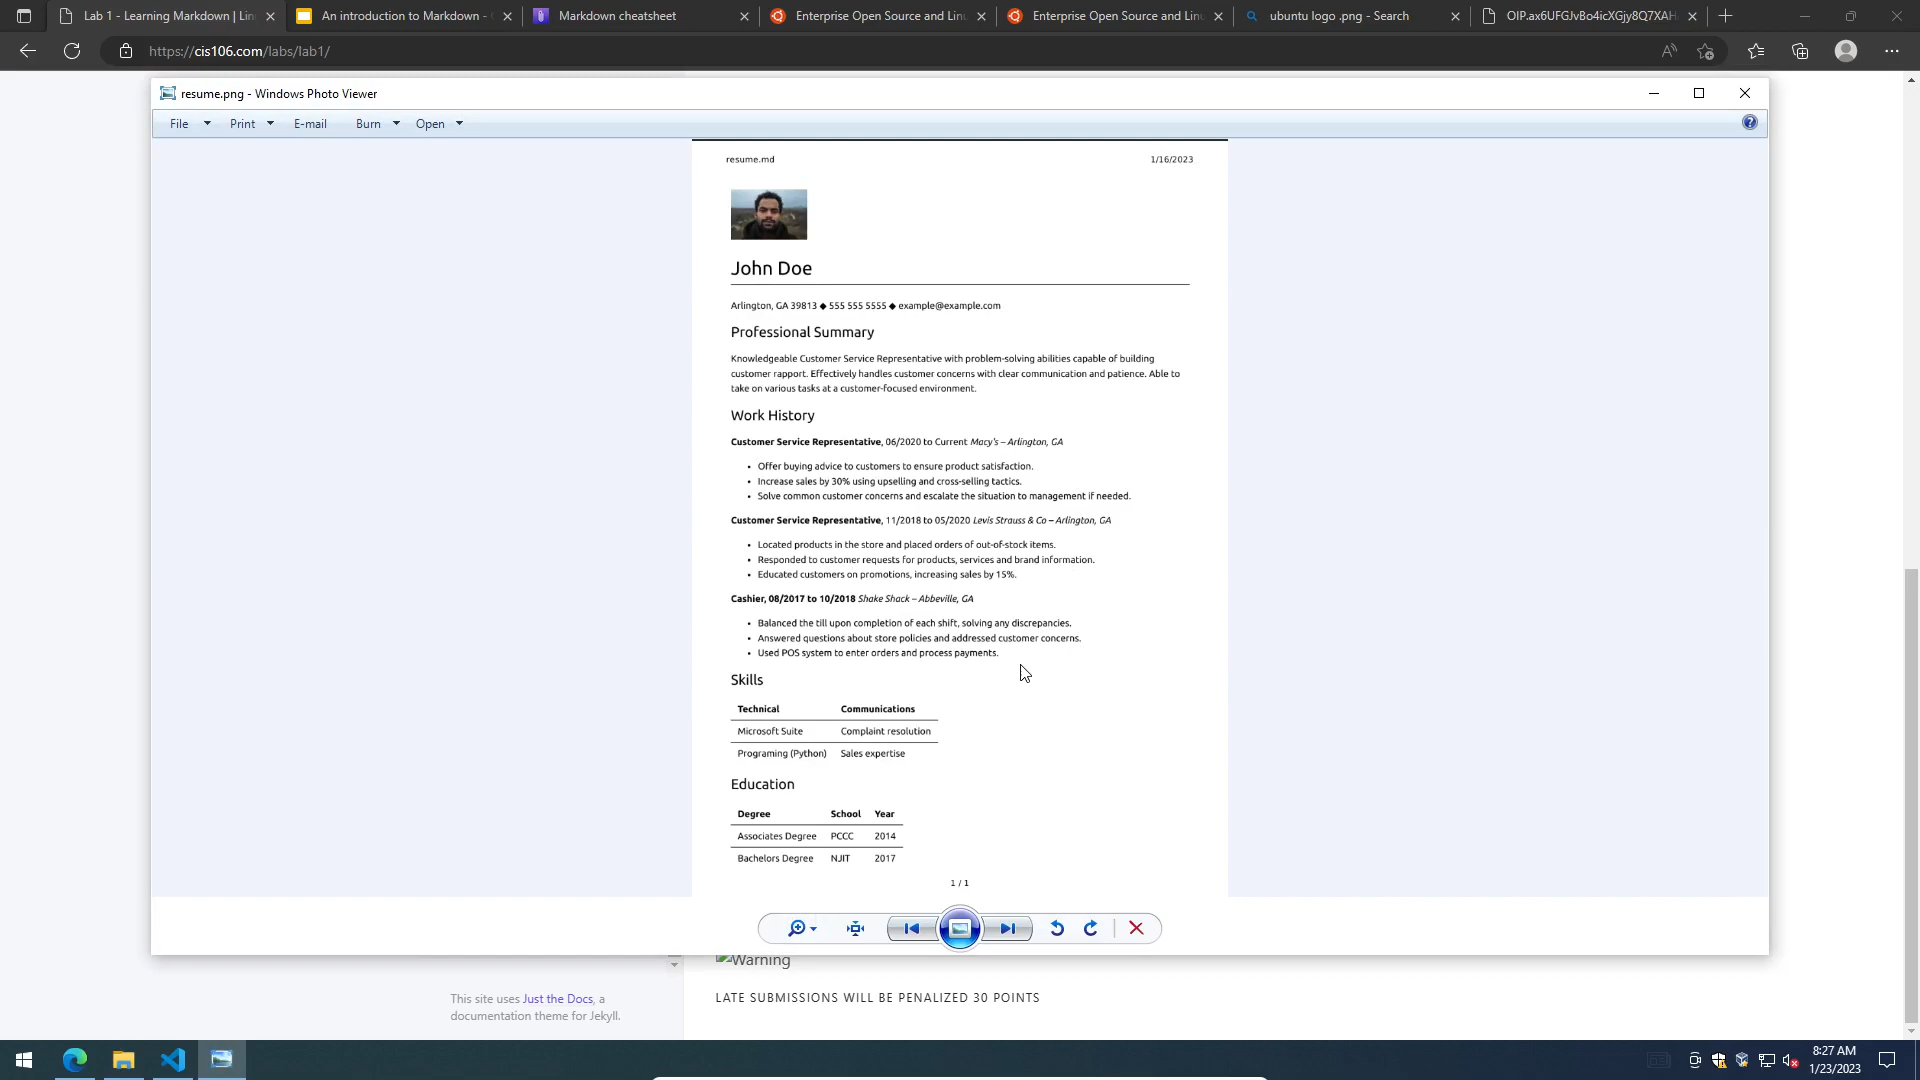 Lab 1 - Learning Markdown | Lin
An introduction to Markdown -
Markdown cheatsheet
Enterprise Open Source and Linu
Enterprise Open Source and Linu
ubuntu logo .png - Search
OIP.ax6UFGJvBo4icXGjy8Q7XAH
https://cis106.com/labs/lab1/
resume.png - Windows Photo Viewer
File Print E-mail Burn Open
resume.md 1/16/2023
John Doe
Arlington, GA 39813 ◆ 555 555 5555 ◆ example@example.com
Professional Summary
Knowledgeable Customer Service Representative with problem-solving abilities capable of building
customer rapport. Effectively handles customer concerns with clear communication and patience. Able to
take on various tasks at a customer-focused environment.
Work History
Customer Service Representative, 06/2020 to Current Macy's – Arlington, GA
• Offer buying advice to customers to ensure product satisfaction.
• Increase sales by 30% using upselling and cross-selling tactics.
• Solve common customer concerns and escalate the situation to management if needed.
Customer Service Representative, 11/2018 to 05/2020 Levis Strauss & Co – Arlington, GA
• Located products in the store and placed orders of out-of-stock items.
• Responded to customer requests for products, services and brand information.
• Educated customers on promotions, increasing sales by 15%.
Cashier, 08/2017 to 10/2018 Shake Shack – Abbeville, GA
• Balanced the till upon completion of each shift, solving any discrepancies.
• Answered questions about store policies and addressed customer concerns.
• Used POS system to enter orders and process payments.
Skills
Technical Communications
Microsoft Suite Complaint resolution
Programing (Python) Sales expertise
Education
Degree School Year
Associates Degree PCCC 2014
Bachelors Degree NJIT 2017
1 / 1
Warning
LATE SUBMISSIONS WILL BE PENALIZED 30 POINTS
This site uses Just the Docs, a
documentation theme for Jekyll.
8:27 AM
1/23/2023